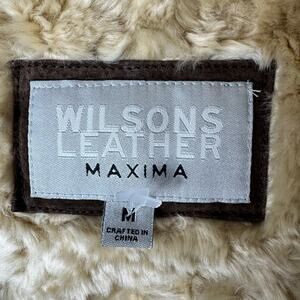 WILSONS
LEATHER
MAXIMA
M
CRAFTED IN
CHINA